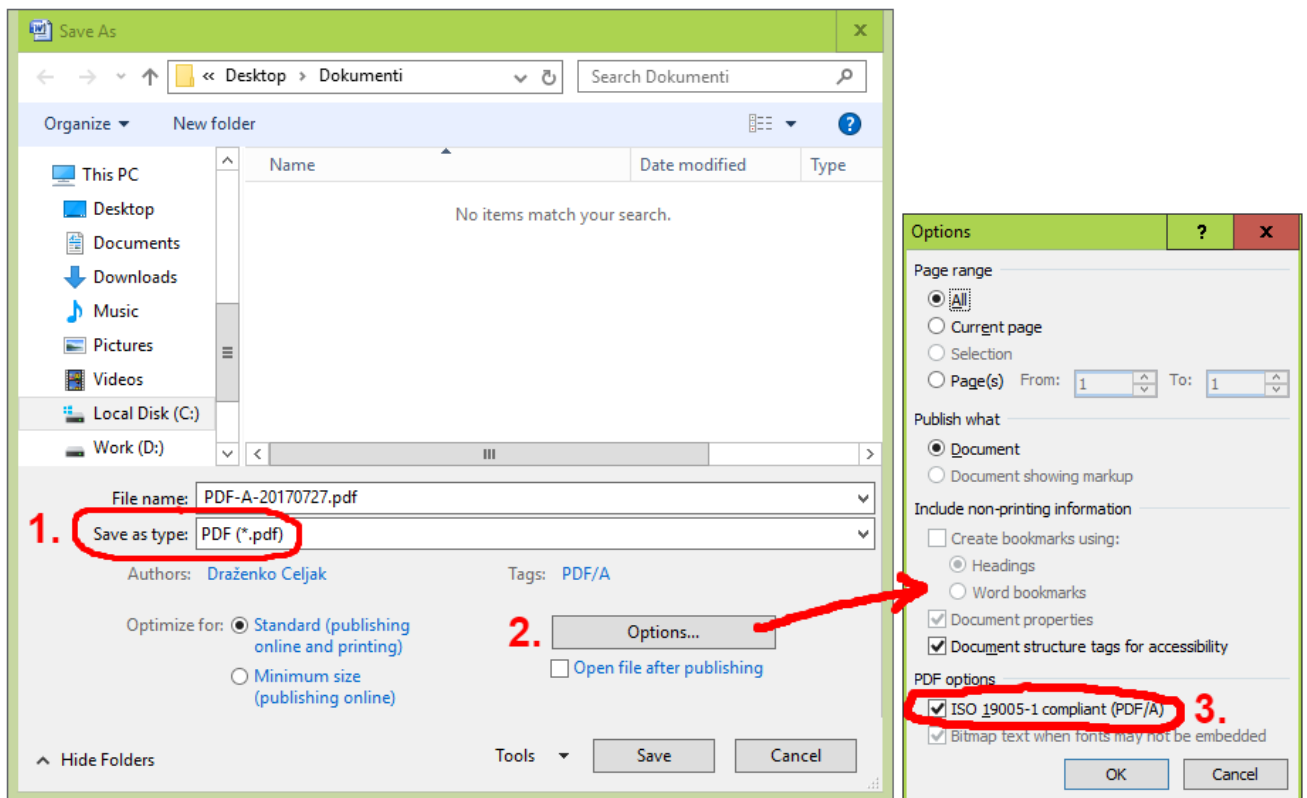 Save As
« Desktop › Dokumenti
Search Dokumenti
Organize
New folder
Name
Date modified
Type
This PC
Desktop
Documents
Downloads
Music
Pictures
Videos
Local Disk (C:)
Work (D:)
No items match your search.
File name: PDF-A-20170727.pdf
1. Save as type: PDF (*.pdf)
Authors: Draženko Celjak
Tags: PDF/A
Optimize for: Standard (publishing
online and printing)
Minimum size
(publishing online)
2. Options...
Open file after publishing
Hide Folders
Tools
Save
Cancel
Options
? x
Page range
All
Current page
Selection
Page(s) From: 1 To: 1
Publish what
Document
Document showing markup
Include non-printing information
Create bookmarks using:
Headings
Word bookmarks
Document properties
Document structure tags for accessibility
PDF options
ISO 19005-1 compliant (PDF/A) 3.
Bitmap text when fonts may not be embedded
OK
Cancel